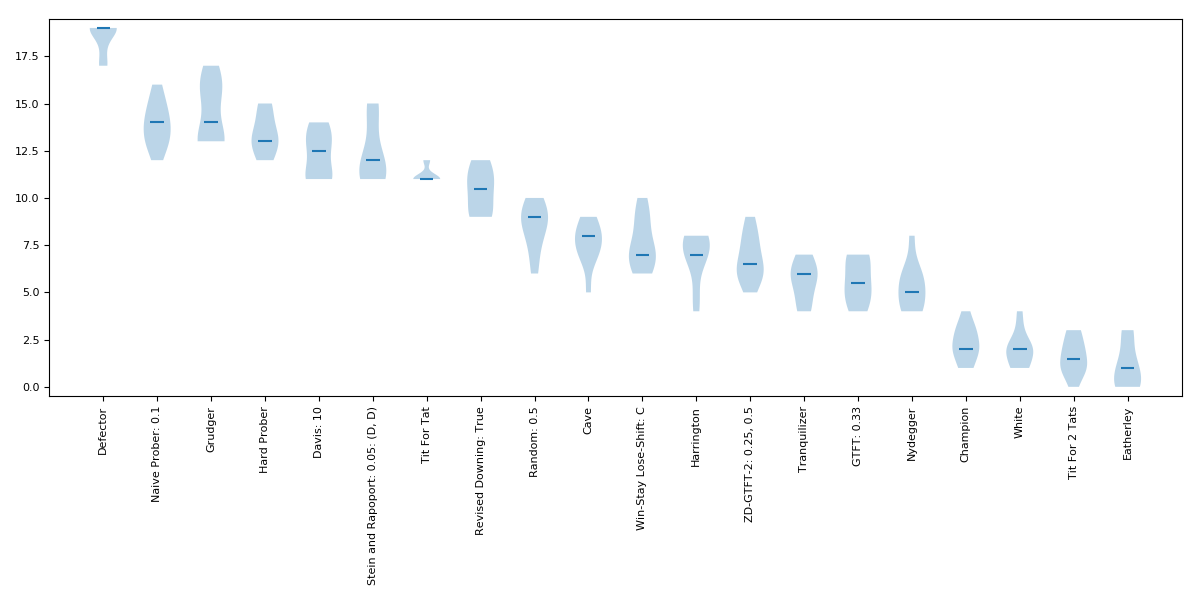 17.5
15.0
12.5
10.0
7.5
5.0
2.5
0.0
Defector
Naive Prober: 0.1
Grudger
Hard Prober
Davis: 10
Stein and Rapoport: 0.05: (D, D)
Tit For Tat
Revised Downing: True
Random: 0.5
Cave
Win-Stay Lose-Shift: C
Harrington
ZD-GTFT-2: 0.25, 0.5
Tranquilizer
GTFT: 0.33
Nydegger
Champion
White
Tit For 2 Tats
Eatherley